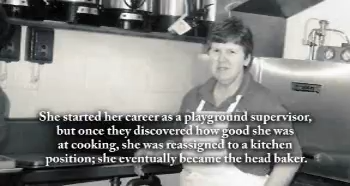 She started her career as a playground supervisor,
but once they discovered how good she was
at cooking, she was reassigned to a kitchen
position; she eventually became the head baker.